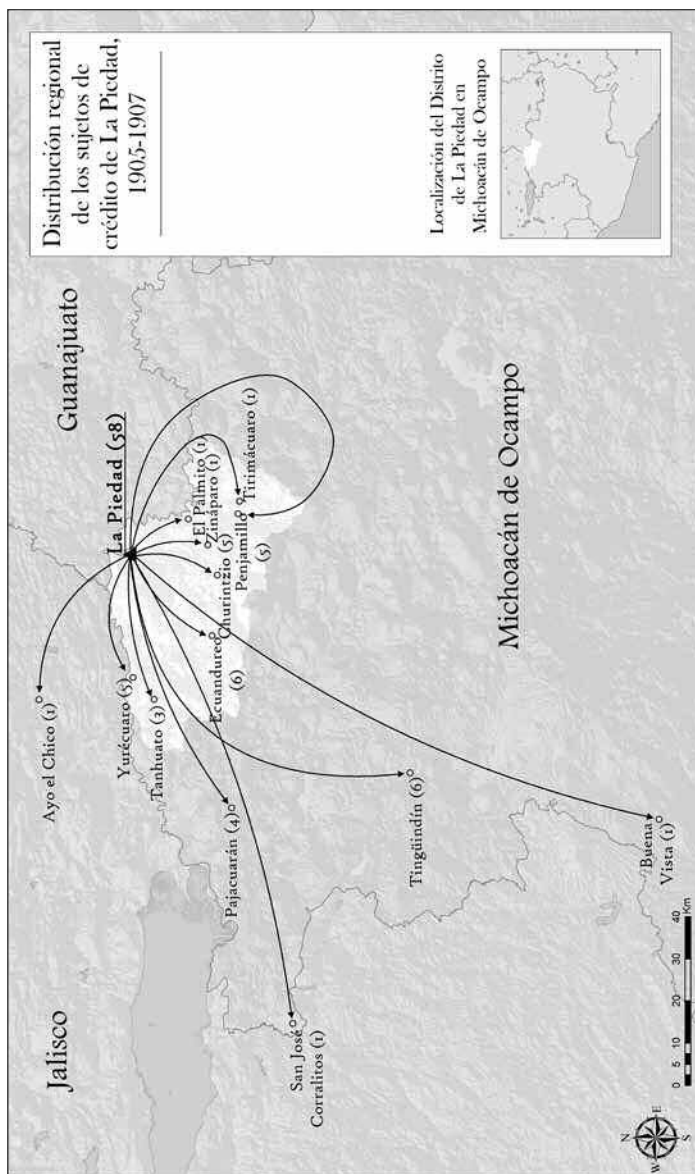 Distribución regional
de los sujetos de
crédito de La Piedad,
1905-1907
Localización del Distrito
de La Piedad en
Michoacán de Ocampo
Jalisco
Guanajuato
Michoacán de Ocampo
La Piedad (58)
Ayo el Chico (1)
Yurécuaro (5)
Tanhuato (3)
Pajacuarán (4)
San José
Corralitos (1)
Ecuandureo
(6)
Churintzio (5)
Zináparo (1)
El Palmito (1)
Penjamillo
(5)
Tirimácuaro (1)
Tingüindín (6)
Buena
Vista (1)
N
E
S
W
0 5 10 20 30 40
Km